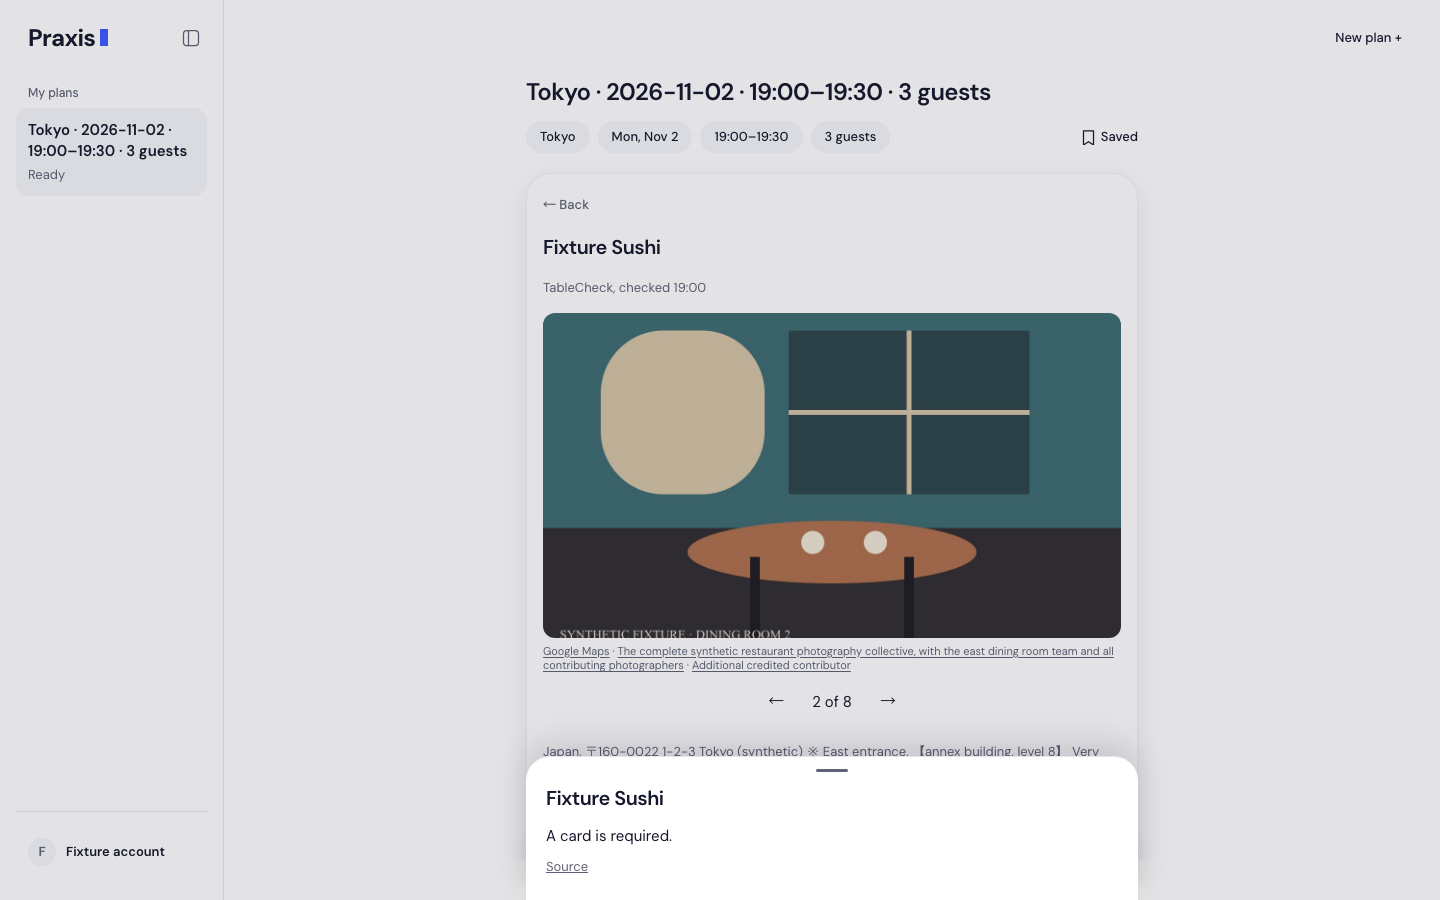 Praxis
New plan +
My plans
Tokyo · 2026-11-02 ·
19:00–19:30 · 3 guests
Ready
Tokyo · 2026-11-02 · 19:00–19:30 · 3 guests
Tokyo
Mon, Nov 2
19:00–19:30
3 guests
Saved
← Back
Fixture Sushi
TableCheck, checked 19:00
SYNTHETIC FIXTURE · DINING ROOM 2
Google Maps · The complete synthetic restaurant photography collective, with the east dining room team and all
contributing photographers · Additional credited contributor
← 2 of 8 →
Japan, 〒160-0022 1-2-3 Tokyo (synthetic) ※ East entrance, 【annex building, level 8】 Very
Fixture Sushi
A card is required.
Source
F
Fixture account